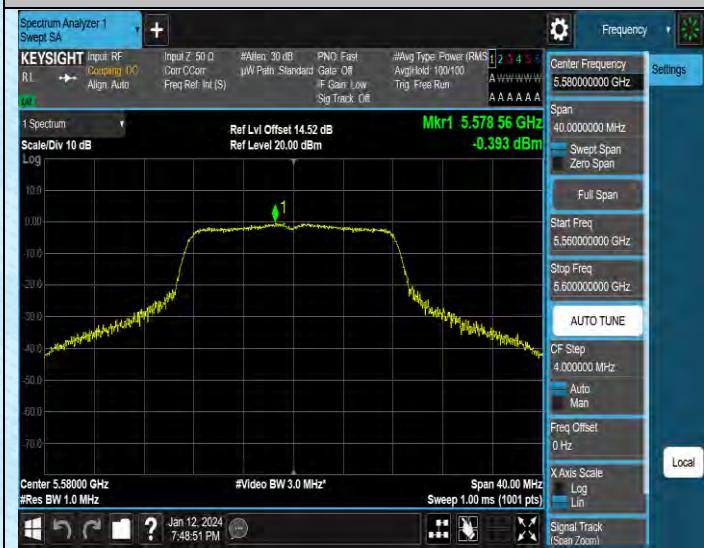 Spectrum Analyzer 1
Swept SA
Frequency
KEYSIGHT
RL
Input: RF
Coupling: DC
Align: Auto
Input Z: 50 Ω
Corr CCorr
Freq Ref: Int (S)
#Atten: 30 dB
µW Path: Standard
PNO: Fast
Gate: Off
IF Gain: Low
Sig Track: Off
#Avg Type: Power (RMS
Avg|Hold: 100/100
Trig: Free Run
1 2 3 4 5 6
A W W W W W
A A A A A A
Settings
Center Frequency
5.580000000 GHz
Span
40.0000000 MHz
Swept Span
Zero Span
Full Span
Start Freq
5.560000000 GHz
Stop Freq
5.600000000 GHz
AUTO TUNE
CF Step
4.000000 MHz
Auto
Man
Freq Offset
0 Hz
X Axis Scale
Log
Lin
Signal Track
(Span Zoom)
Local
1 Spectrum
Scale/Div 10 dB
Log
Ref Lvl Offset 14.52 dB
Ref Level 20.00 dBm
Mkr1 5.578 56 GHz
-0.393 dBm
1
10.0
0.00
-10.0
-20.0
-30.0
-40.0
-50.0
-60.0
-70.0
Center 5.58000 GHz
#Res BW 1.0 MHz
#Video BW 3.0 MHz*
Span 40.00 MHz
Sweep 1.00 ms (1001 pts)
?
Jan 12, 2024
7:48:51 PM